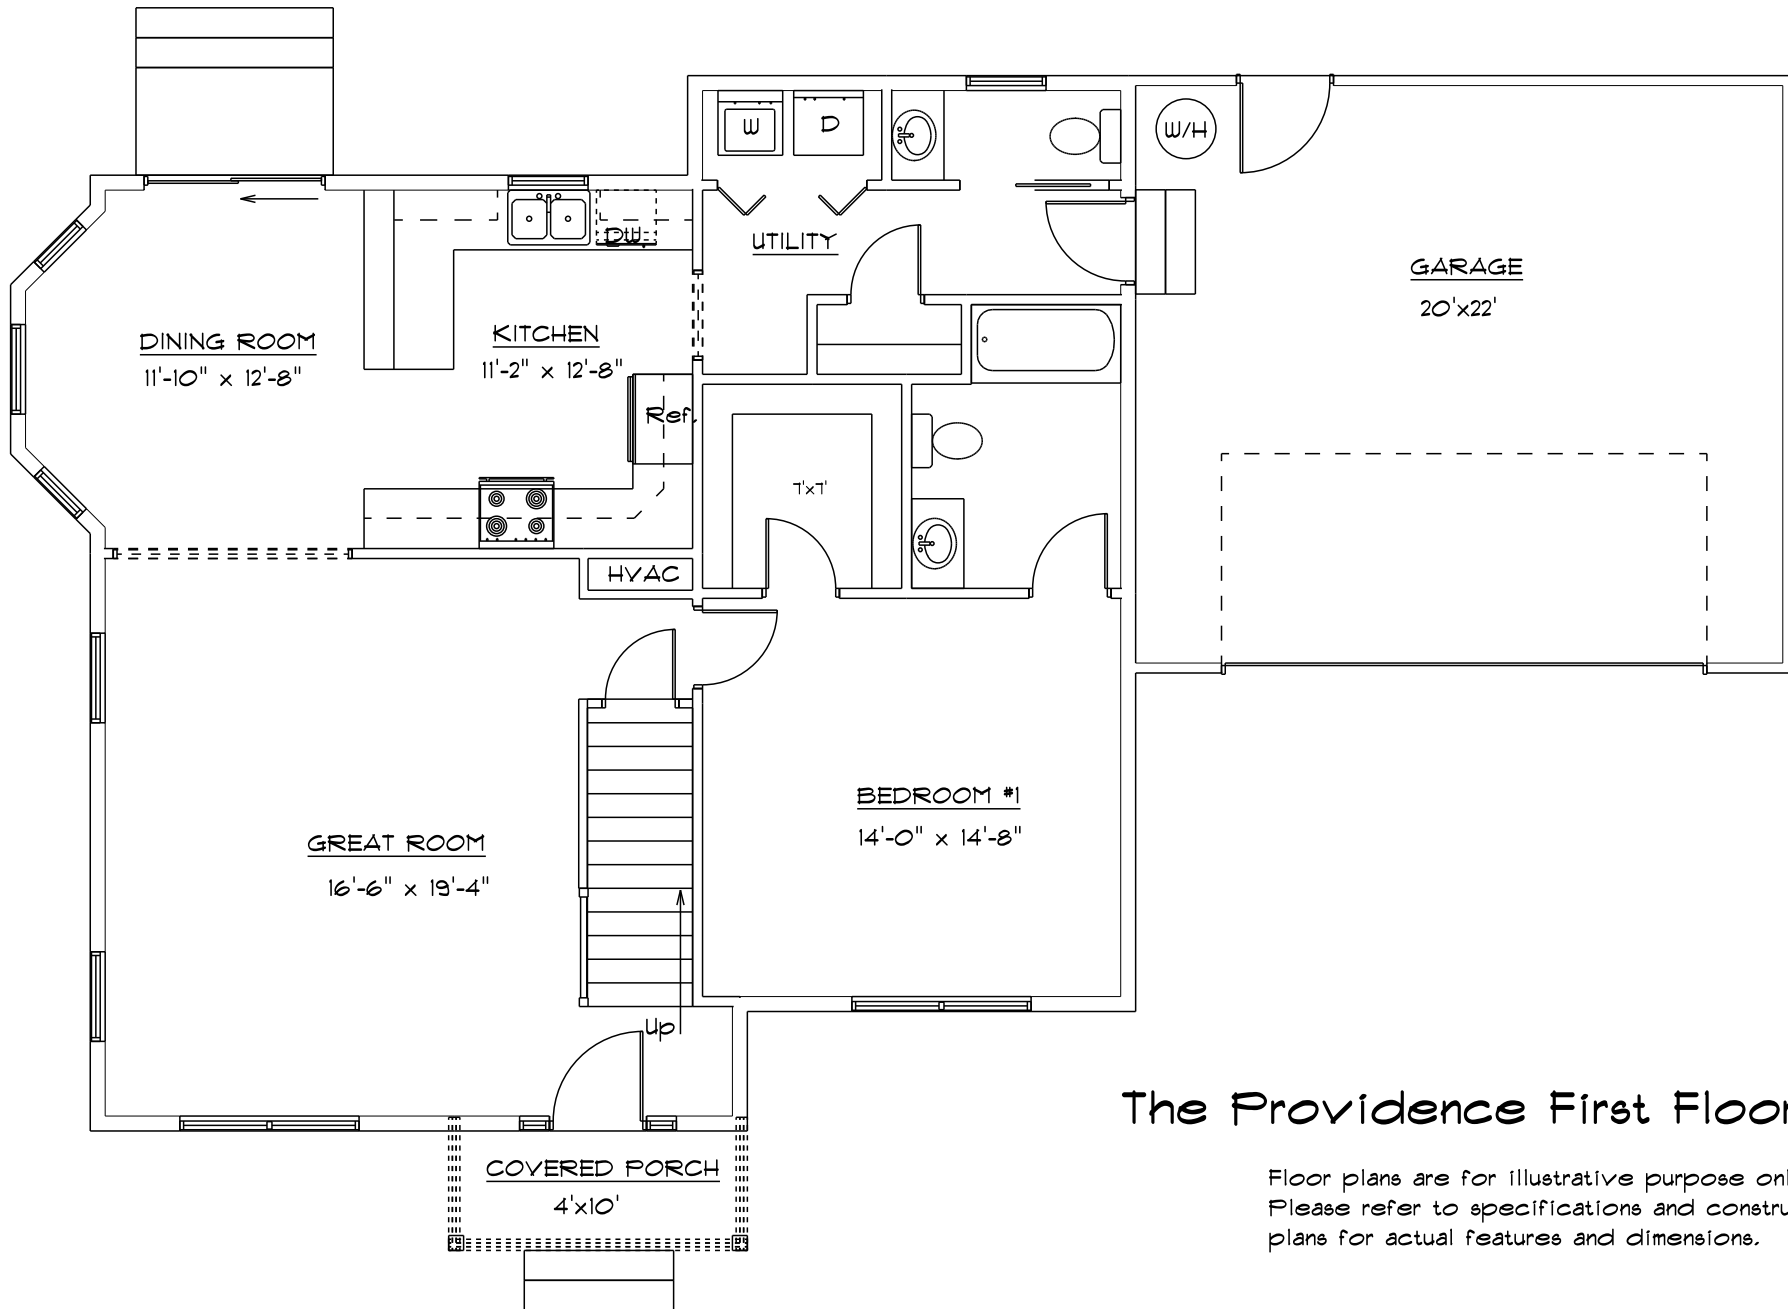 W
D
W/H
DW.
UTILITY
GARAGE
20'x22'
DINING ROOM
11'-10" x 12'-8"
KITCHEN
11'-2" x 12'-8"
Ref.
7'x7'
HVAC
BEDROOM #1
14'-0" x 14'-8"
GREAT ROOM
16'-6" x 19'-4"
Up
The Providence First Floor
COVERED PORCH
4'x10'
Floor plans are for illustrative purpose onl
Please refer to specifications and constru
plans for actual features and dimensions.